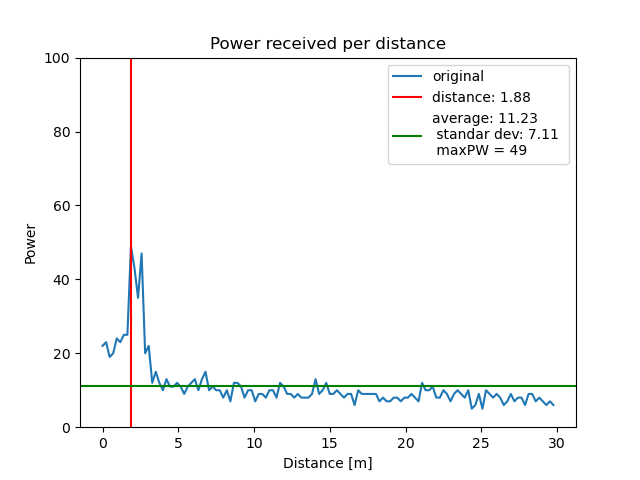 Power received per distance
original
distance: 1.88
average: 11.23
standar dev: 7.11
maxPW = 49
100
80
60
40
20
0
Power
0 5 10 15 20 25 30
Distance [m]